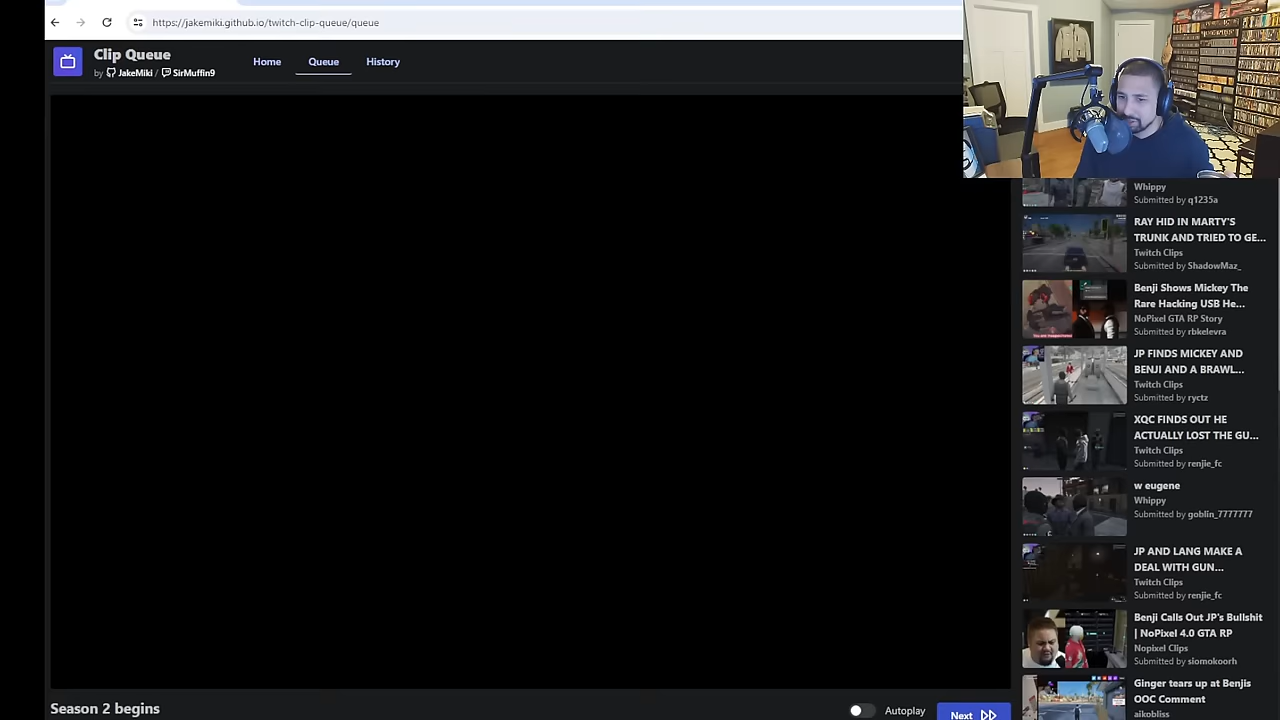 https://jakemiki.github.io/twitch-clip-queue/queue
Clip Queue
by JakeMiki / SirMuffin9
Home
Queue
History
Whippy
Submitted by q1235a
RAY HID IN MARTY'S
TRUNK AND TRIED TO GE...
Twitch Clips
Submitted by ShadowMaz_
Benji Shows Mickey The
Rare Hacking USB He...
NoPixel GTA RP Story
Submitted by rbkelevra
JP FINDS MICKEY AND
BENJI AND A BRAWL...
Twitch Clips
Submitted by ryctz
XQC FINDS OUT HE
ACTUALLY LOST THE GU...
Twitch Clips
Submitted by renjie_fc
w eugene
Whippy
Submitted by goblin_7777777
JP AND LANG MAKE A
DEAL WITH GUN...
Twitch Clips
Submitted by renjie_fc
Benji Calls Out JP's Bullshit
| NoPixel 4.0 GTA RP
Nopixel Clips
Submitted by siomokoorh
Ginger tears up at Benjis
OOC Comment
aikobliss
Season 2 begins
Autoplay
Next